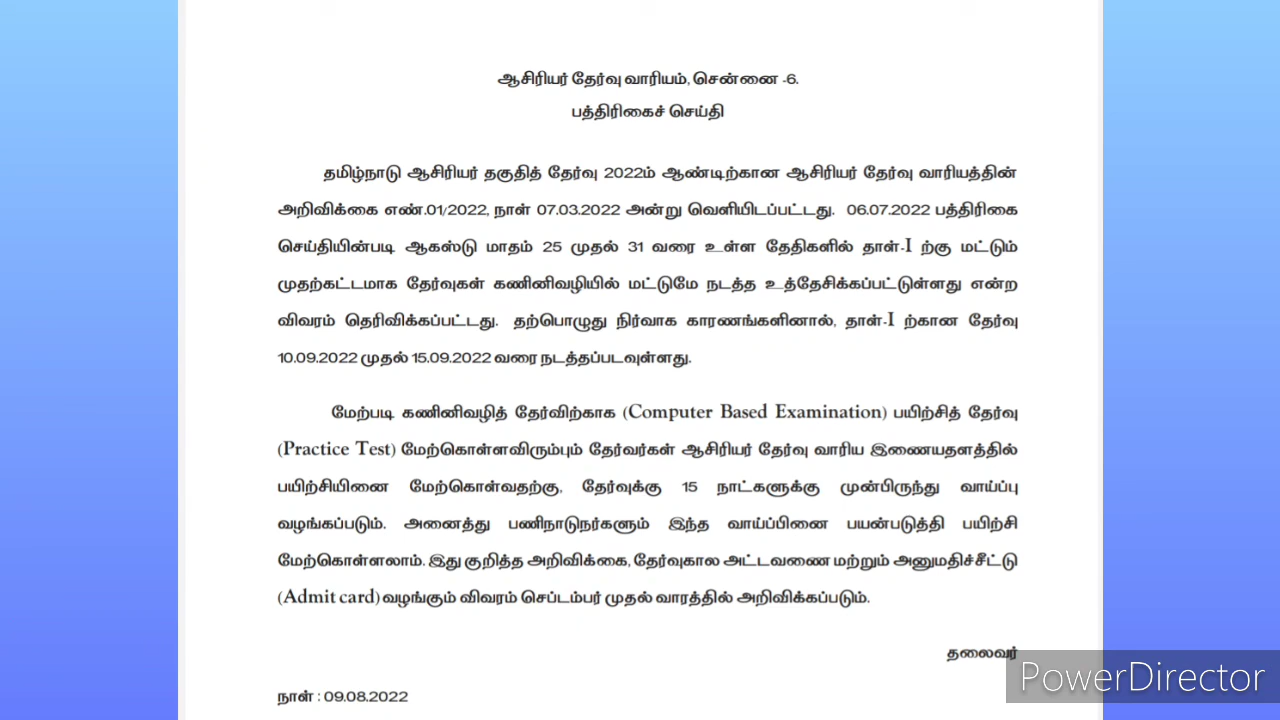 ஆசிரியர் தேர்வு வாரியம், சென்னை -6.
பத்திரிகைச் செய்தி
தமிழ்நாடு ஆசிரியர் தகுதித் தேர்வு 2022ம் ஆண்டிற்கான ஆசிரியர் தேர்வு வாரியத்தின்
அறிவிக்கை எண்.01/2022, நாள் 07.03.2022 அன்று வெளியிடப்பட்டது. 06.07.2022 பத்திரிகை
செய்தியின்படி ஆகஸ்டு மாதம் 25 முதல் 31 வரை உள்ள தேதிகளில் தாள்-I ற்கு மட்டும்
முதற்கட்டமாக தேர்வுகள் கணினிவழியில் மட்டுமே நடத்த உத்தேசிக்கப்பட்டுள்ளது என்ற
விவரம் தெரிவிக்கப்பட்டது. தற்பொழுது நிர்வாக காரணங்களினால், தாள்-I ற்கான தேர்வு
10.09.2022 முதல் 15.09.2022 வரை நடத்தப்படவுள்ளது.
மேற்படி கணினிவழித் தேர்விற்காக (Computer Based Examination) பயிற்சித் தேர்வு
(Practice Test) மேற்கொள்ளவிரும்பும் தேர்வர்கள் ஆசிரியர் தேர்வு வாரிய இணையதளத்தில்
பயிற்சியினை மேற்கொள்வதற்கு, தேர்வுக்கு 15 நாட்களுக்கு முன்பிருந்து வாய்ப்பு
வழங்கப்படும். அனைத்து பணிநாடுநர்களும் இந்த வாய்ப்பினை பயன்படுத்தி பயிற்சி
மேற்கொள்ளலாம். இது குறித்த அறிவிக்கை, தேர்வுகால அட்டவணை மற்றும் அனுமதிச்சீட்டு
(Admit card) வழங்கும் விவரம் செப்டம்பர் முதல் வாரத்தில் அறிவிக்கப்படும்.
தலைவர்
PowerDirector
நாள் : 09.08.2022